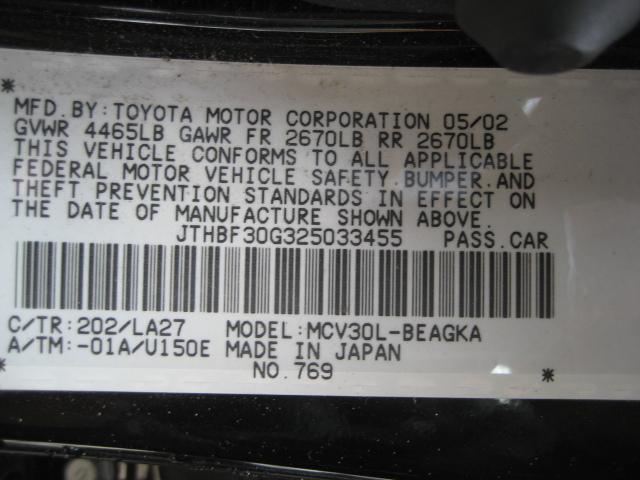 MFD.BY:TOYOTA MOTOR CORPORATION 05/02
GVWR 4465LB GAWR FR 2670LB RR 2670LB
THIS VEHICLE CONFORMS TO ALL APPLICABLE
FEDERAL MOTOR VEHICLE SAFETY,BUMPER,AND
THEFT PREVENTION STANDARDS IN EFFECT ON
THE DATE OF MANUFACTURE SHOWN ABOVE.
JTHBF30G325033455 PASS.CAR
C/TR:202/LA27 MODEL:MCV30L-BEAGKA
A/TM:-01A/U150E MADE IN JAPAN
NO.769